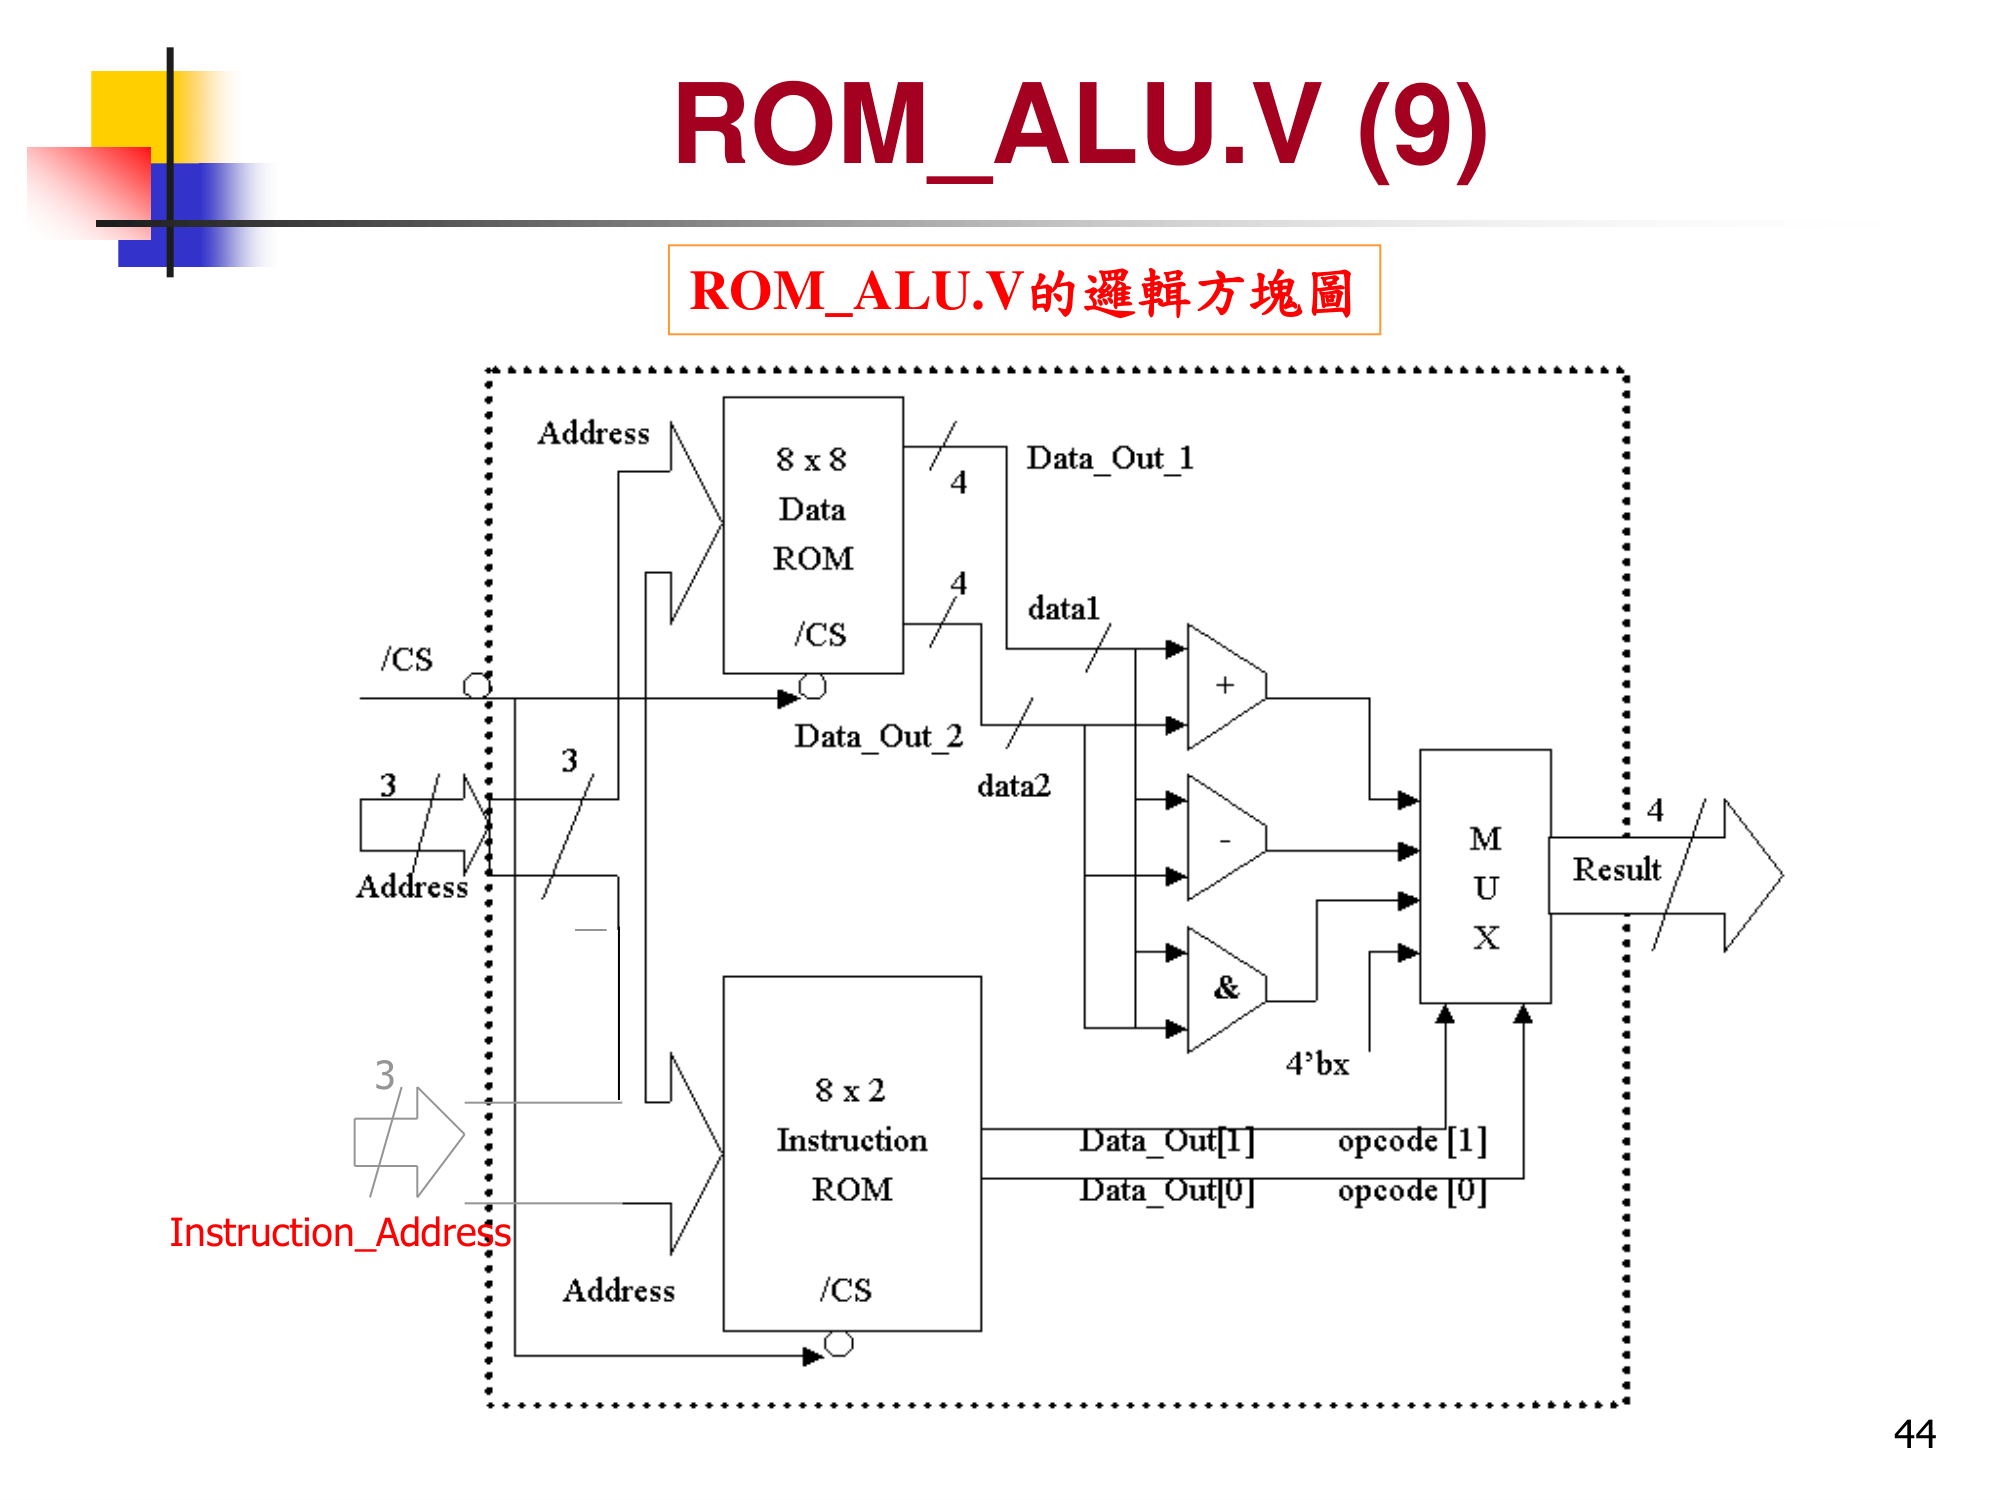 ROM_ALU.V (9)
ROM_ALU.V的邏輯方塊圖
Address
8 x 8
Data
ROM
/CS
4
Data_Out_1
4
data1
/CS
Data_Out_2
data2
3
3
Address
+
-
&
M
U
X
4
Result
4’bx
3
Instruction_Address
8 x 2
Instruction
ROM
/CS
Address
Data_Out[1] opcode [1]
Data_Out[0] opcode [0]
44